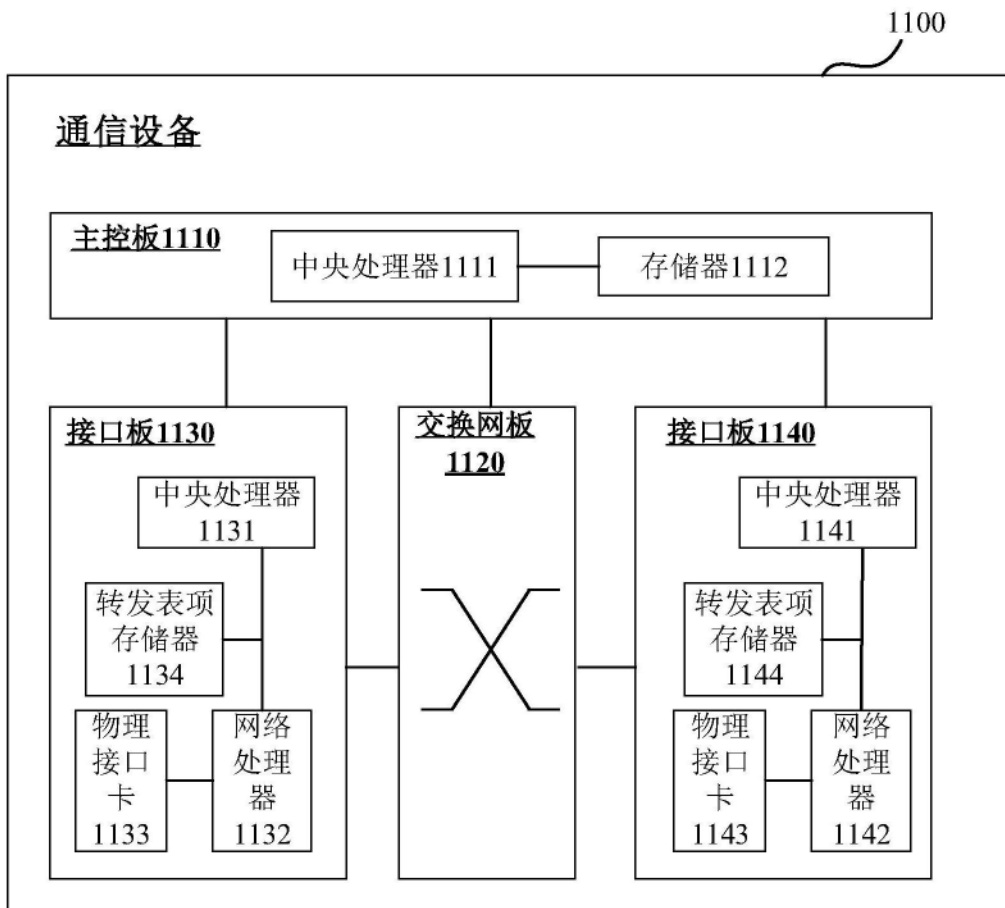 1100
通信设备
主控板1110
中央处理器1111
存储器1112
接口板1130
中央处理器
1131
转发表项
存储器
1134
物理
接口
卡
1133
网络
处理
器
1132
交换网板
1120
接口板1140
中央处理器
1141
转发表项
存储器
1144
物理
接口
卡
1143
网络
处理
器
1142